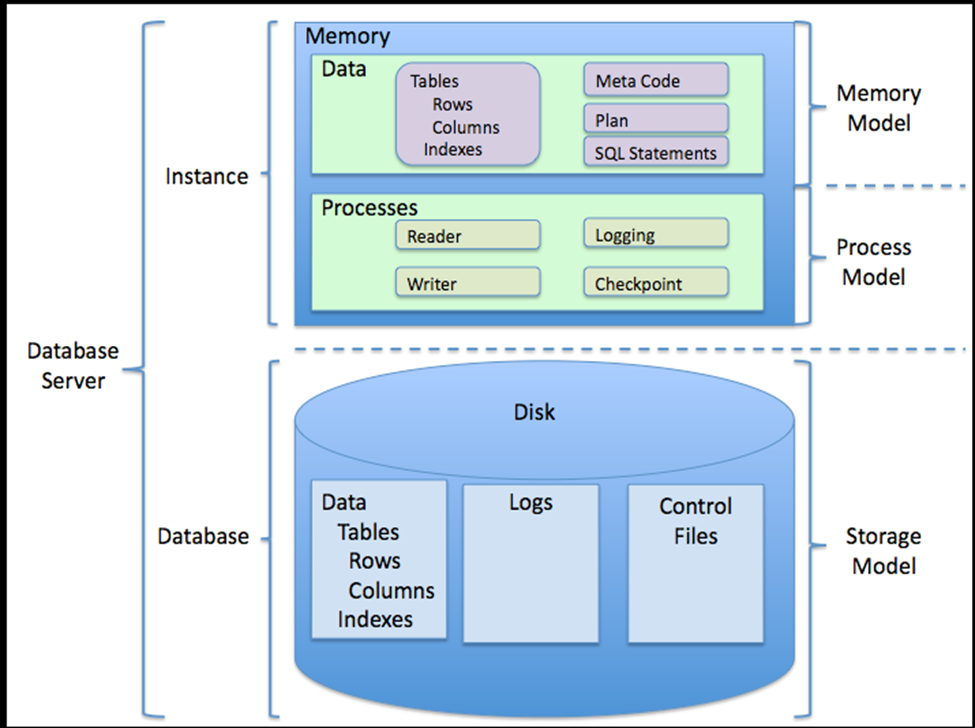 Memory
Data
Tables
Rows
Columns
Indexes
Meta Code
Plan
SQL Statements
Memory
Model
Instance
Processes
Reader
Logging
Writer
Checkpoint
Process
Model
Database
Server
Disk
Data
Tables
Rows
Columns
Indexes
Logs
Control
Files
Database
Storage
Model